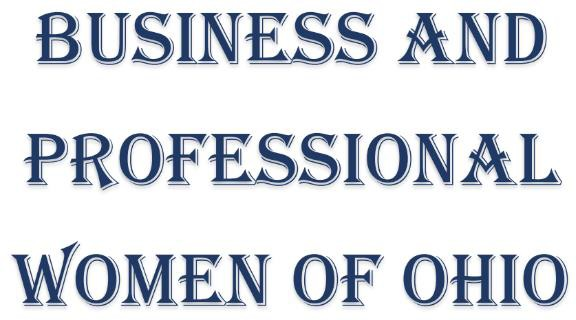 BUSINESS AND
PROFESSIONAL
WOMEN OF OHIO